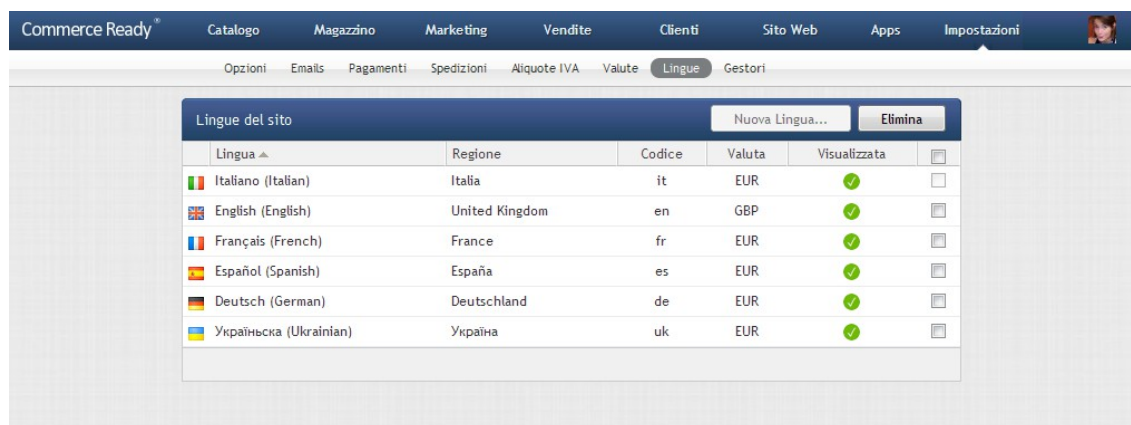 Commerce Ready® Catalogo Magazzino Marketing Vendite Clienti Sito Web Apps Impostazioni
Opzioni Emails Pagamenti Spedizioni Aliquote IVA Valute Lingue Gestori
Lingue del sito Nuova Lingua... Elimina
Lingua Regione Codice Valuta Visualizzata
Italiano (Italian) Italia it EUR
English (English) United Kingdom en GBP
Français (French) France fr EUR
Español (Spanish) España es EUR
Deutsch (German) Deutschland de EUR
Україньска (Ukrainian) Україна uk EUR